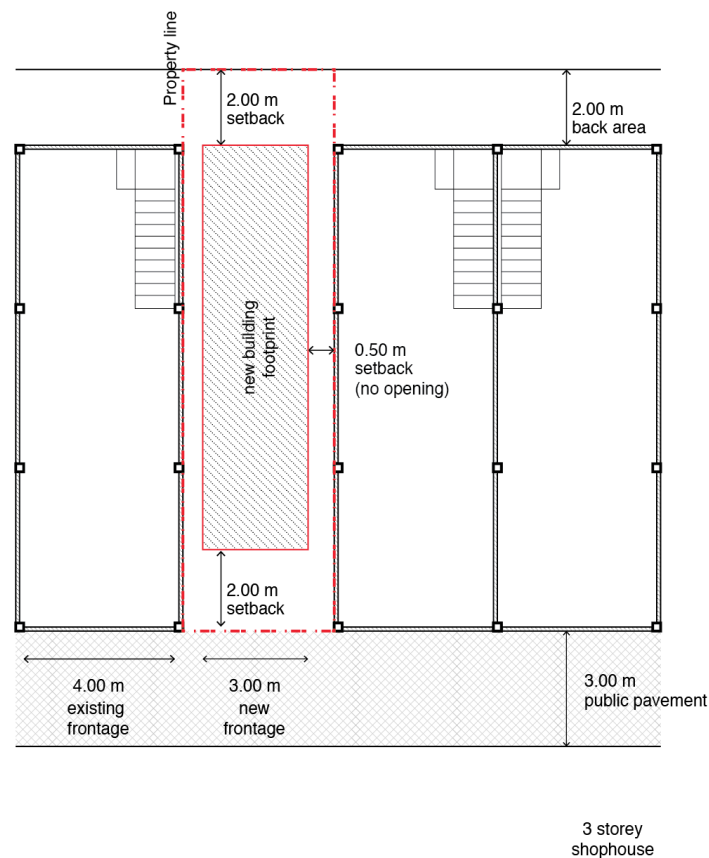 Property line
2.00 m
setback
2.00 m
back area
new building
footprint
0.50 m
setback
(no opening)
2.00 m
setback
4.00 m
existing
frontage
3.00 m
new
frontage
3.00 m
public pavement
3 storey
shophouse